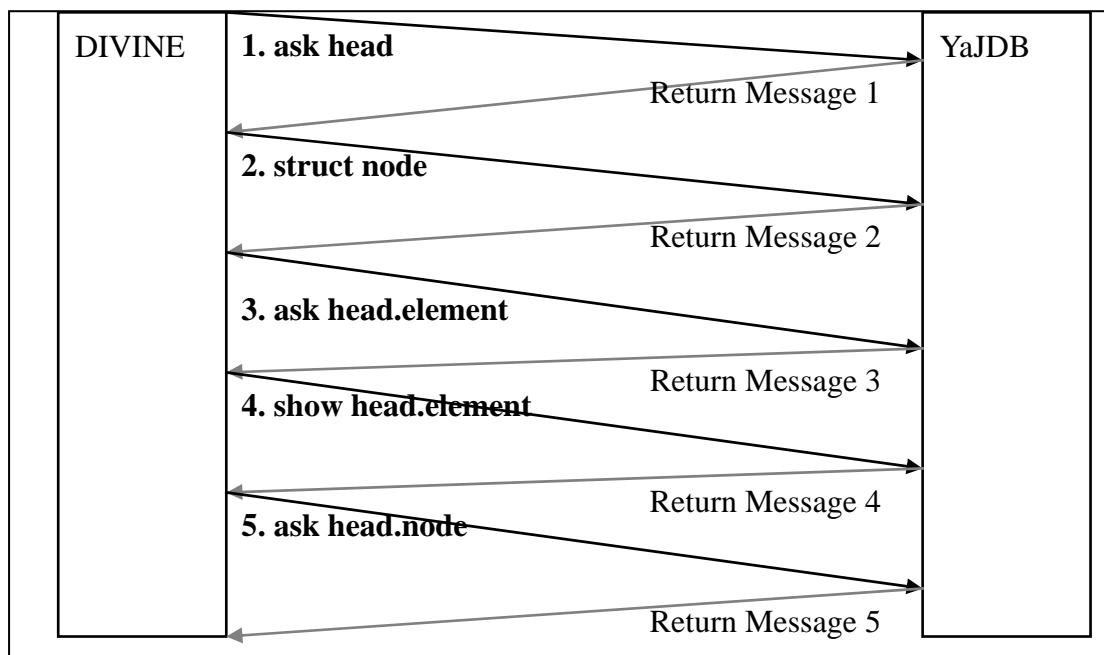 DIVINE
1. ask head
YaJDB
Return Message 1
2. struct node
Return Message 2
3. ask head.element
Return Message 3
4. show head.element
Return Message 4
5. ask head.node
Return Message 5